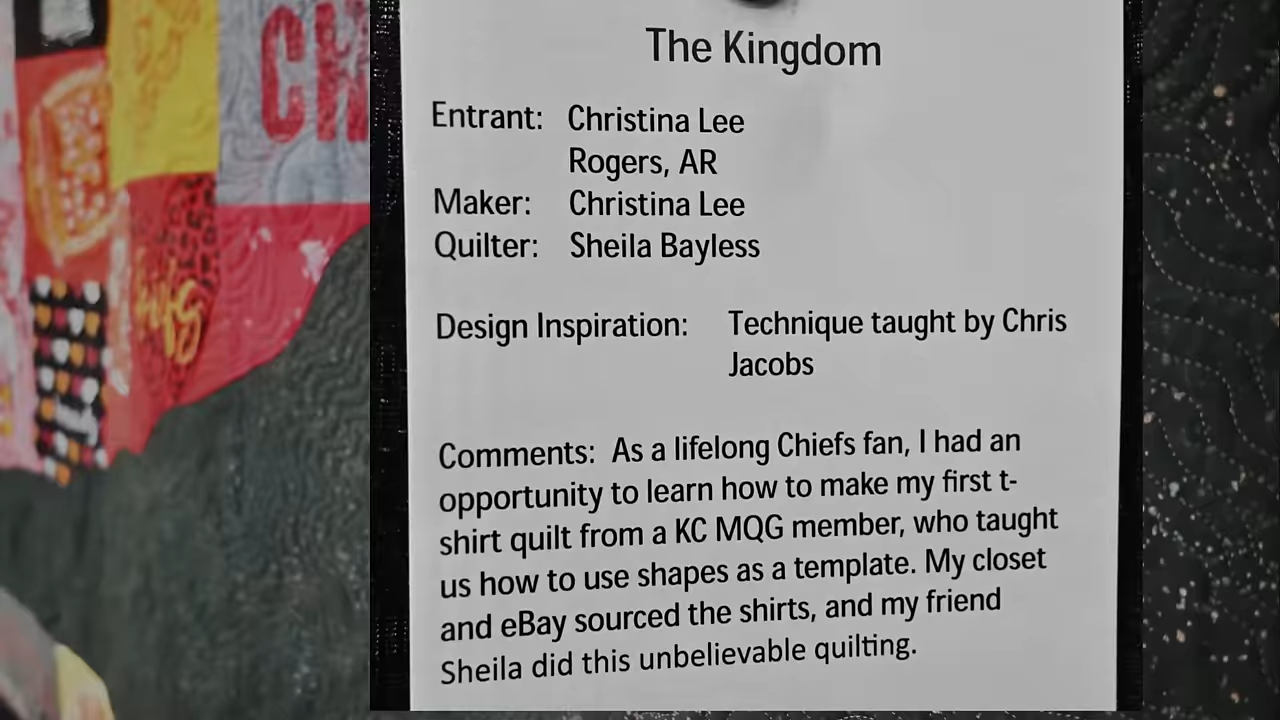 CH
The Kingdom
Entrant: Christina Lee
Rogers, AR
Maker: Christina Lee
Quilter: Sheila Bayless
Design Inspiration: Technique taught by Chris
Jacobs
Comments: As a lifelong Chiefs fan, I had an
opportunity to learn how to make my first t-
shirt quilt from a KC MQG member, who taught
us how to use shapes as a template. My closet
and eBay sourced the shirts, and my friend
Sheila did this unbelievable quilting.